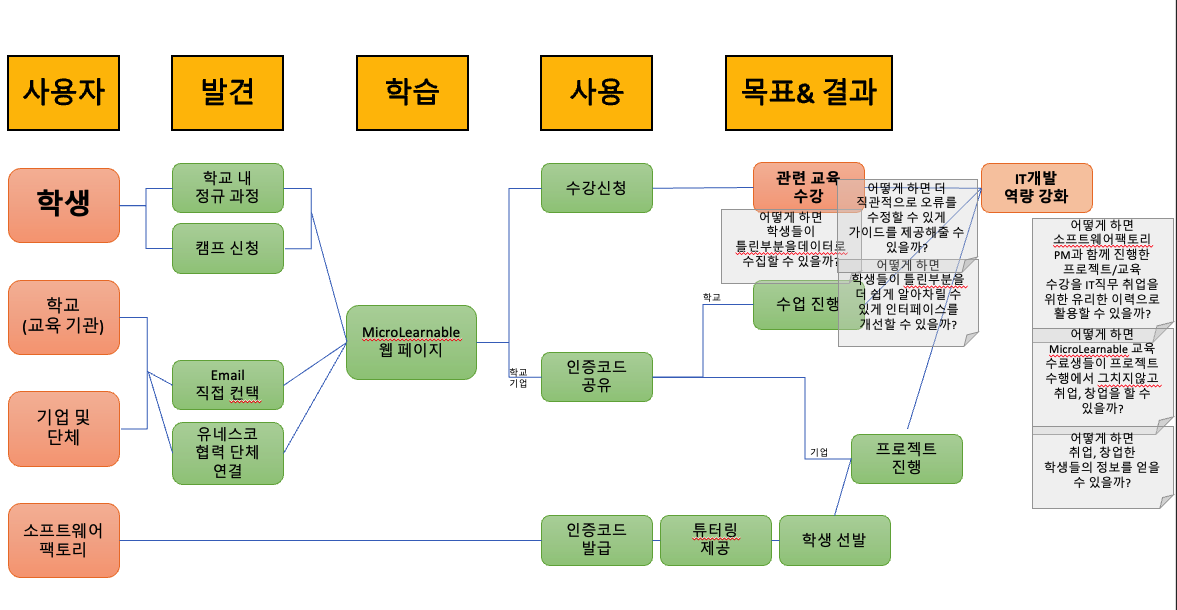 사용자
발견
학습
사용
목표& 결과
학생
학교 내
정규 과정
캠프 신청
수강신청
관련 교육
수강
IT개발
역량 강화
어떻게 하면
학생들이
틀린부분을데이터로
수집할 수 있을까?
어떻게 하면 더
직관적으로 오류를
수정할 수 있게
가이드를 제공해줄 수
있을까?
어떻게 하면
학생들이 틀린부분을
더 쉽게 알아차릴 수
있게 인터페이스를
개선할 수 있을까?
어떻게 하면
소프트웨어팩토리
PM과 함께 진행한
프로젝트/교육
수강을 IT직무 취업을
위한 유리한 이력으로
활용할 수 있을까?
어떻게 하면
MicroLearnable 교육
수료생들이 프로젝트
수행에서 그치지않고
취업, 창업을 할 수
있을까?
어떻게 하면
취업, 창업한
학생들의 정보를 얻을
수 있을까?
학교
(교육 기관)
MicroLearnable
웹 페이지
학교
수업 진행
Email
직접 컨택
학교
기업
인증코드
공유
기업 및
단체
유네스코
협력 단체
연결
기업
프로젝트
진행
소프트웨어
팩토리
인증코드
발급
튜터링
제공
학생 선발